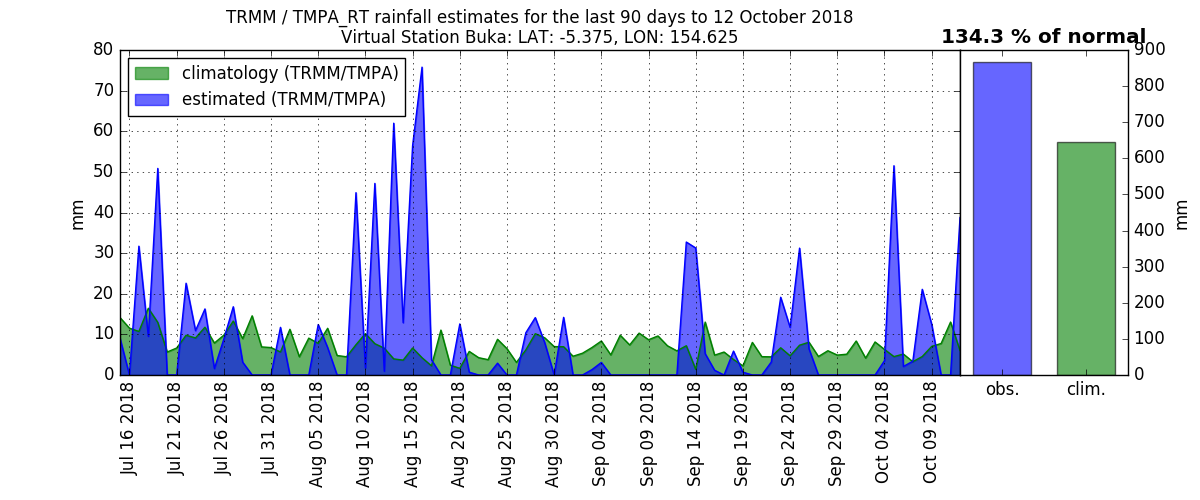 TRMM / TMPA_RT rainfall estimates for the last 90 days to 12 October 2018
Virtual Station Buka: LAT: -5.375, LON: 154.625
134.3 % of normal
climatology (TRMM/TMPA)
estimated (TRMM/TMPA)
mm
80
70
60
50
40
30
20
10
0
Jul 16 2018
Jul 21 2018
Jul 26 2018
Jul 31 2018
Aug 05 2018
Aug 10 2018
Aug 15 2018
Aug 20 2018
Aug 25 2018
Aug 30 2018
Sep 04 2018
Sep 09 2018
Sep 14 2018
Sep 19 2018
Sep 24 2018
Sep 29 2018
Oct 04 2018
Oct 09 2018
obs.
clim.
900
800
700
600
500
400
300
200
100
0
mm